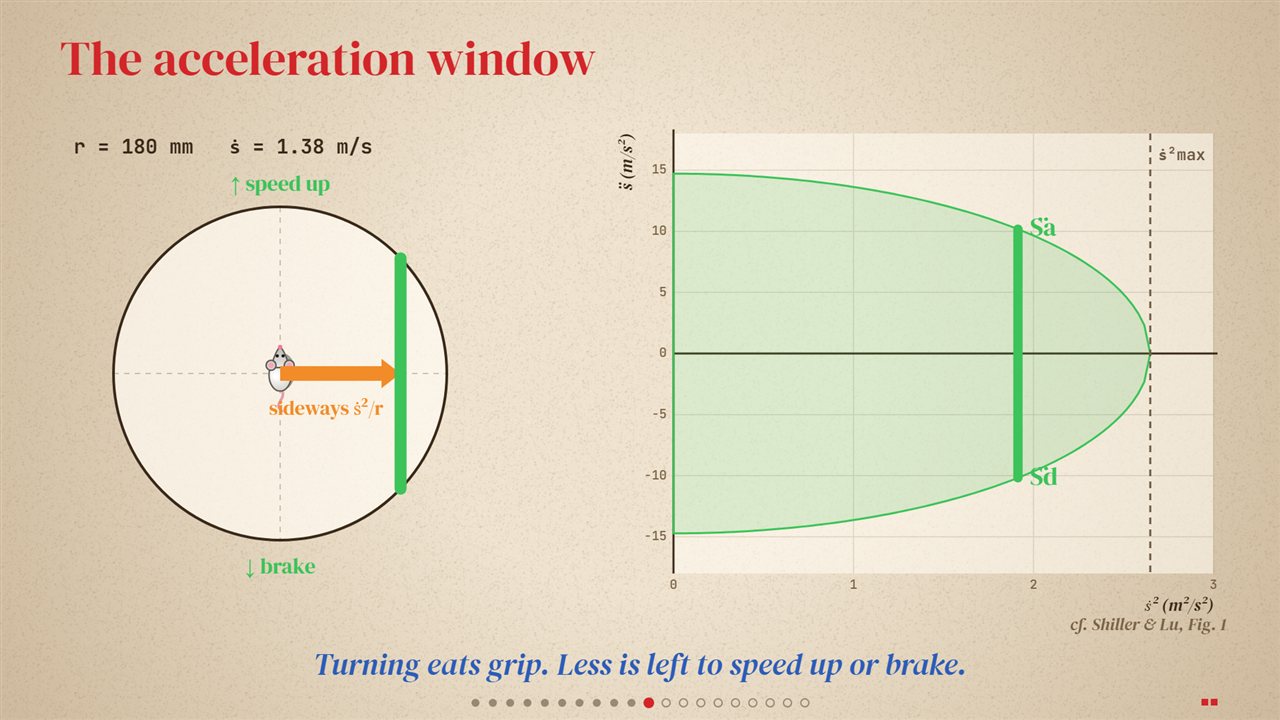 The acceleration window
r = 180 mm ṡ = 1.38 m/s
↑ speed up
sideways ṡ²/r
↓ brake
s̈ (m/s²)
15
10
5
0
-5
-10
-15
ṡ²max
S̈a
S̈d
0 1 2 3
ṡ² (m²/s²)
cf. Shiller & Lu, Fig. 1
Turning eats grip. Less is left to speed up or brake.